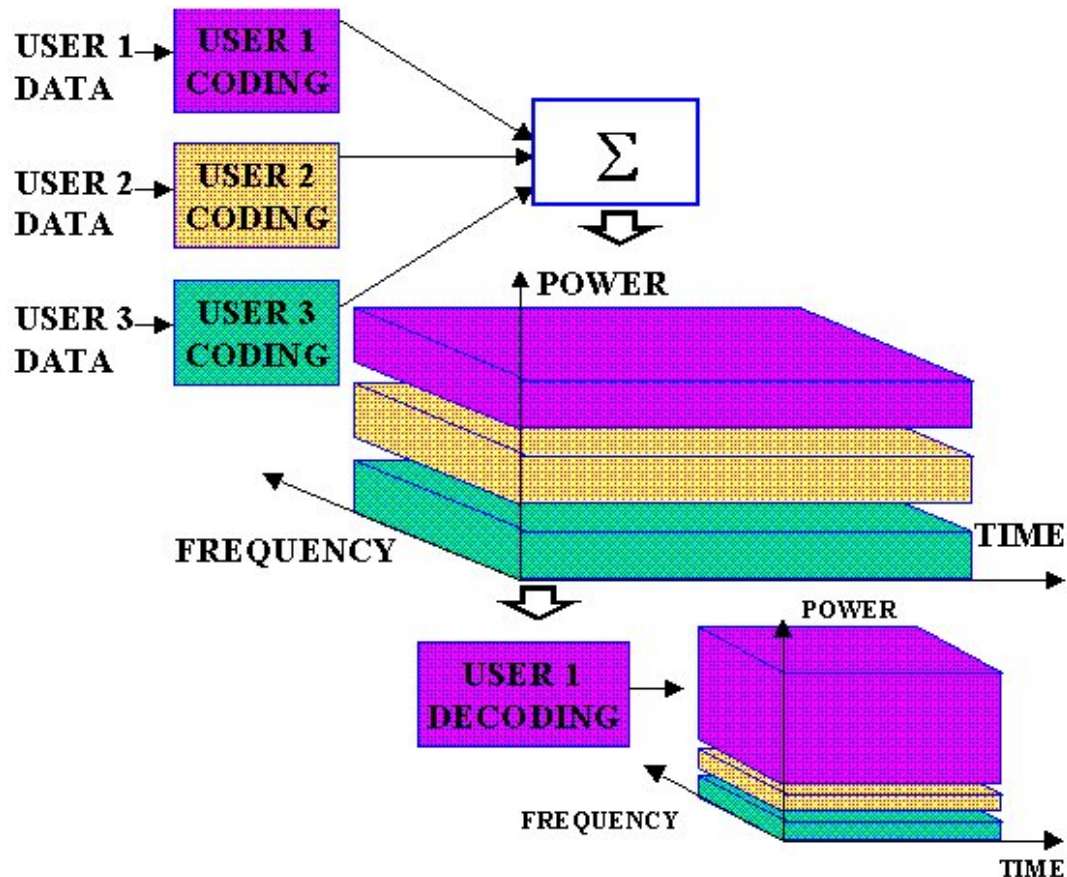 USER 1
DATA
USER 1
CODING
USER 2
DATA
USER 2
CODING
USER 3
DATA
USER 3
CODING
Σ
POWER
FREQUENCY
TIME
USER 1
DECODING
POWER
FREQUENCY
TIME